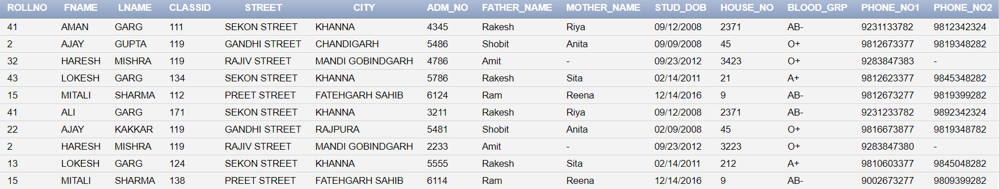 ROLLNO FNAME LNAME CLASSID STREET CITY ADM_NO FATHER_NAME MOTHER_NAME STUD_DOB HOUSE_NO BLOOD_GRP PHONE_NO1 PHONE_NO2
41 AMAN GARG 111 SEKON STREET KHANNA 4345 Rakesh Riya 09/12/2008 2371 AB- 9231133782 9812342324
2 AJAY GUPTA 119 GANDHI STREET CHANDIGARH 5486 Shobit Anita 09/09/2008 45 O+ 9812673377 9819348282
32 HARESH MISHRA 119 RAJIV STREET MANDI GOBINDGARH 4786 Amit - 09/23/2012 3423 O+ 9283847383 -
43 LOKESH GARG 134 SEKON STREET KHANNA 5786 Rakesh Sita 02/14/2011 21 A+ 9812623377 9845348282
15 MITALI SHARMA 112 PREET STREET FATEHGARH SAHIB 6124 Ram Reena 12/14/2016 9 AB- 9812673277 9819399282
41 ALI GARG 171 SEKON STREET KHANNA 3211 Rakesh Riya 09/12/2008 2371 AB- 9231233782 9892342324
22 AJAY KAKKAR 119 GANDHI STREET RAJPURA 5481 Shobit Anita 02/09/2008 45 O+ 9816673877 9819348782
2 HARESH MISHRA 119 RAJIV STREET MANDI GOBINDGARH 2233 Amit - 09/23/2012 3223 O+ 9283847380 -
13 LOKESH GARG 124 SEKON STREET KHANNA 5555 Rakesh Sita 02/14/2011 212 A+ 9810603377 9845048282
15 MITALI SHARMA 138 PREET STREET FATEHGARH SAHIB 6114 Ram Reena 12/14/2016 9 AB- 9002673277 9809399282